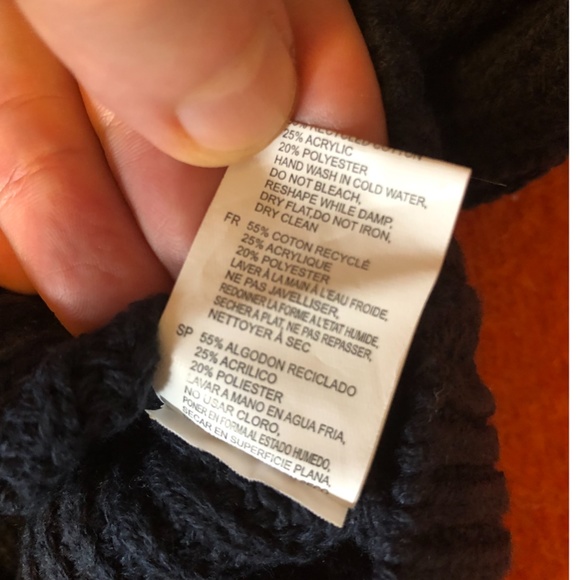 RECYCLED COTTON
25% ACRYLIC
20% POLYESTER
HAND WASH IN COLD WATER,
DO NOT BLEACH,
RESHAPE WHILE DAMP,
DRY FLAT,DO NOT IRON,
DRY CLEAN
FR 55% COTON RECYCLÉ
25% ACRYLIQUE
20% POLYESTER
LAVER À LA MAIN À L'EAU FROIDE,
NE PAS JAVELLISER,
REDONNER LA FORME A L'ETAT HUMIDE,
SÉCHER A PLAT, NE PAS REPASSER,
NETTOYER À SEC
SP 55% ALGODON RECICLADO
25% ACRILICO
20% POLIESTER
LAVAR A MANO EN AGUA FRIA,
NO USAR CLORO,
PONER EN FORMA AL ESTADO HUMEDO,
SECAR EN SUPERFICIE PLANA,